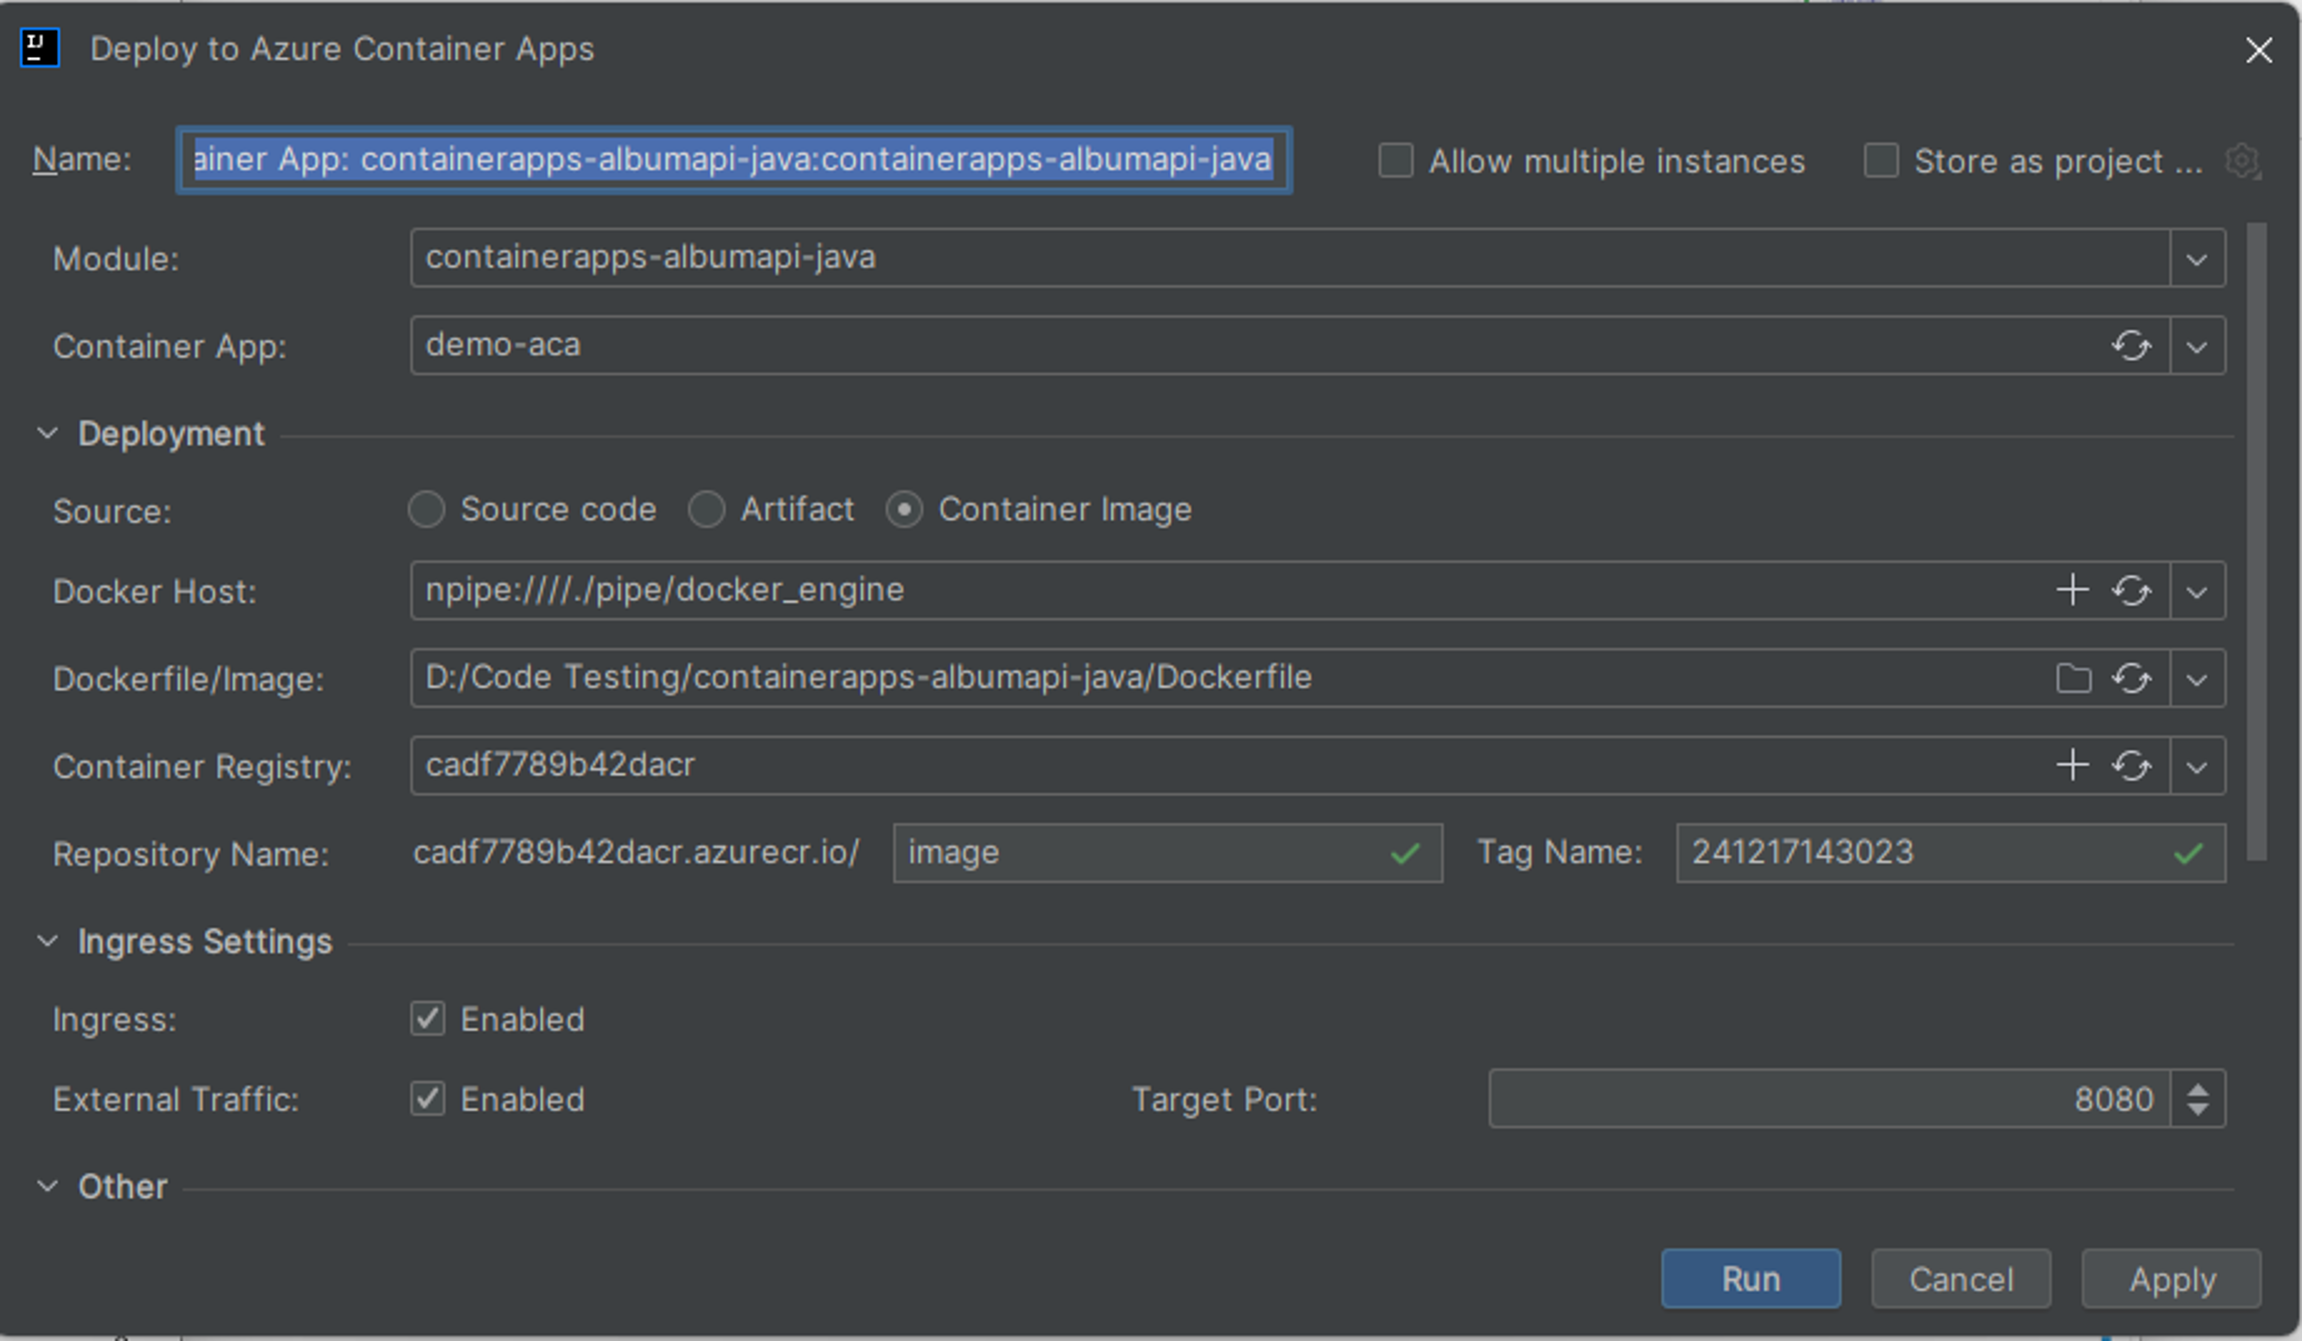 IJ Deploy to Azure Container Apps
Name: ainer App: containerapps-albumapi-java:containerapps-albumapi-java Allow multiple instances Store as project ...
Module: containerapps-albumapi-java
Container App: demo-aca
Deployment
Source: Source code Artifact Container Image
Docker Host: npipe:////./pipe/docker_engine
Dockerfile/Image: D:/Code Testing/containerapps-albumapi-java/Dockerfile
Container Registry: cadf7789b42dacr
Repository Name: cadf7789b42dacr.azurecr.io/ image Tag Name: 241217143023
Ingress Settings
Ingress: Enabled
External Traffic: Enabled Target Port: 8080
Other
Run Cancel Apply